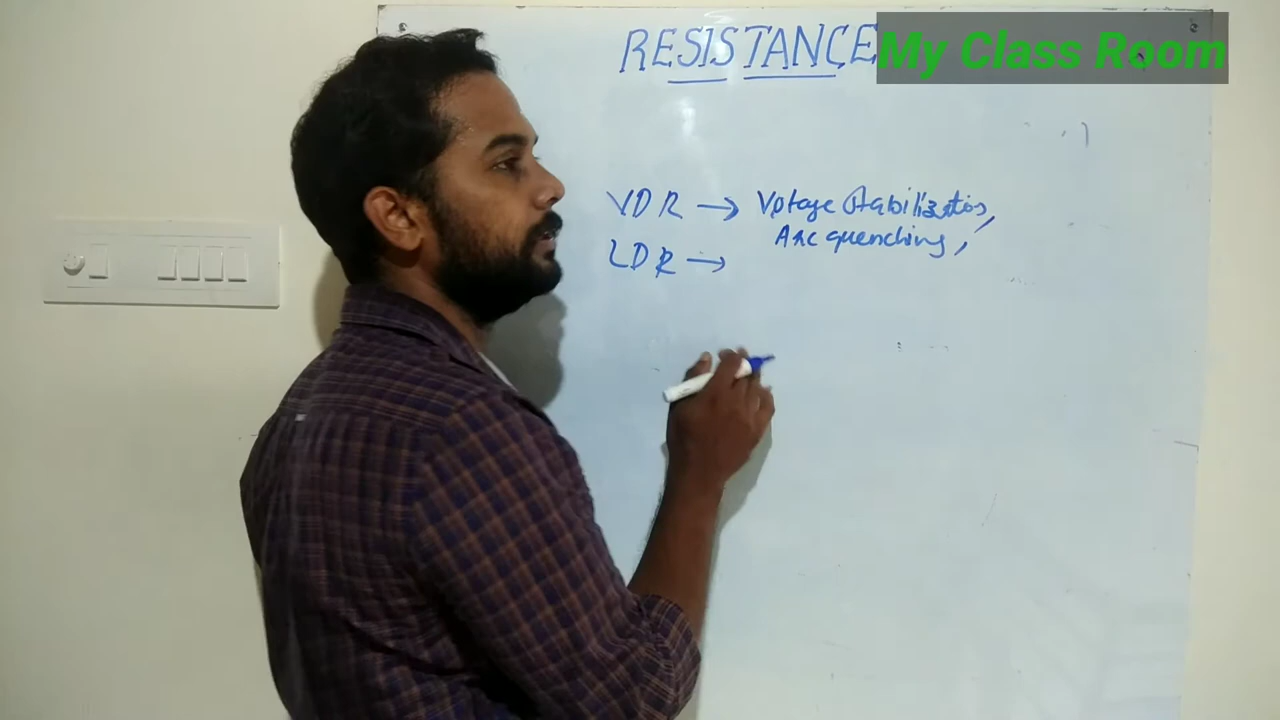 RESISTANCE
My Class Room
VDR → Voltage Stabilization,
Arc quenching,
LDR →